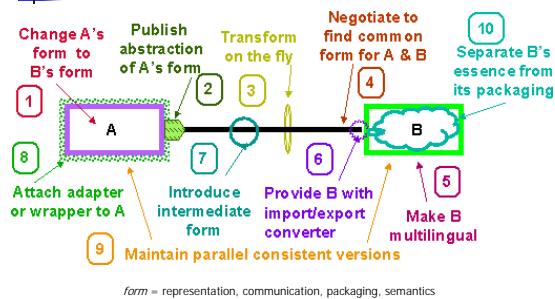 Change A's
form to
B's form
1
Publish
abstraction
of A's form
2
Transform
on the fly
3
Negotiate to
find common
form for A & B
4
10
Separate B's
essence from
its packaging
A
B
8
Attach adapter
or wrapper to A
7
Introduce
intermediate
form
6
Provide B with
import/export
converter
5
Make B
multilingual
9
Maintain parallel consistent versions
form = representation, communication, packaging, semantics